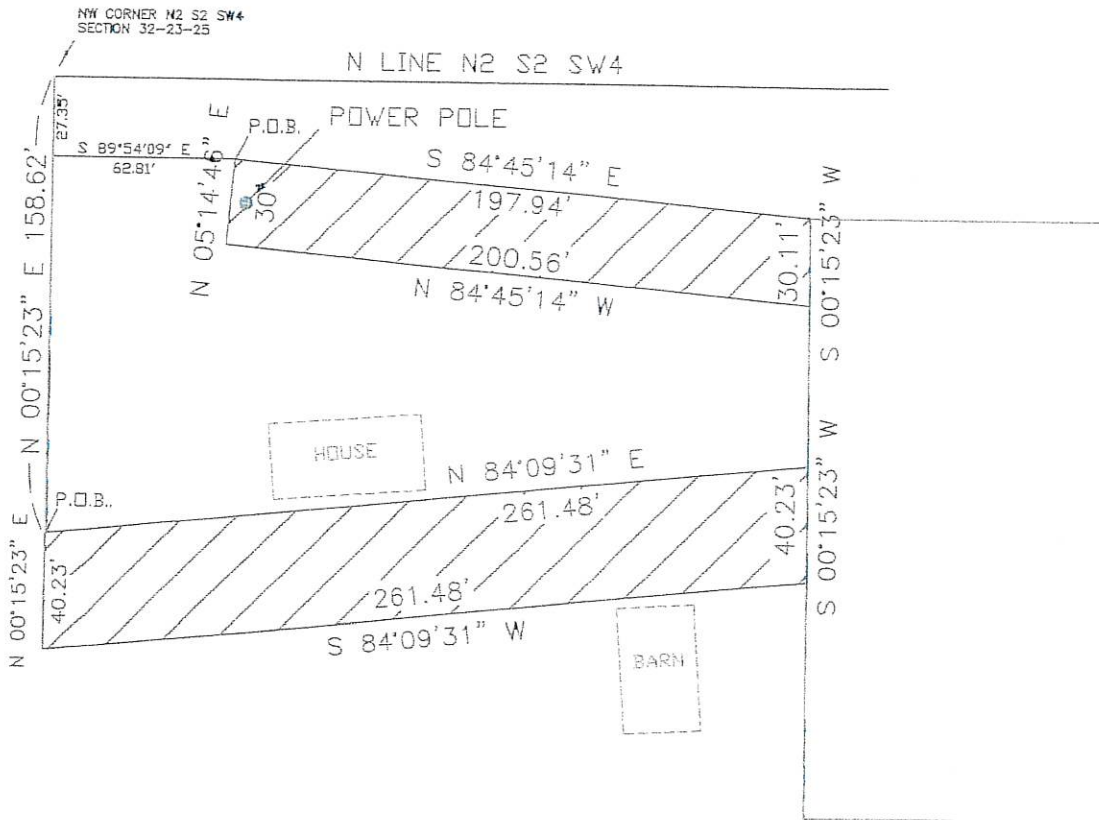 NW CORNER N2 S2 SW4
SECTION 32-23-25
N LINE N2 S2 SW4
27.35'
S 89°54'09" E
62.81'
P.O.B.
POWER POLE
N 05°14'46" E
30'
S 84°45'14" E
197.94'
200.56'
N 84°45'14" W
30.11'
S 00°15'23" W
N 00°15'23" E 158.62'
HOUSE
N 84°09'31" E
261.48'
40.23'
S 00°15'23" W
P.O.B..
N 00°15'23" E
40.23'
261.48'
S 84°09'31" W
BARN